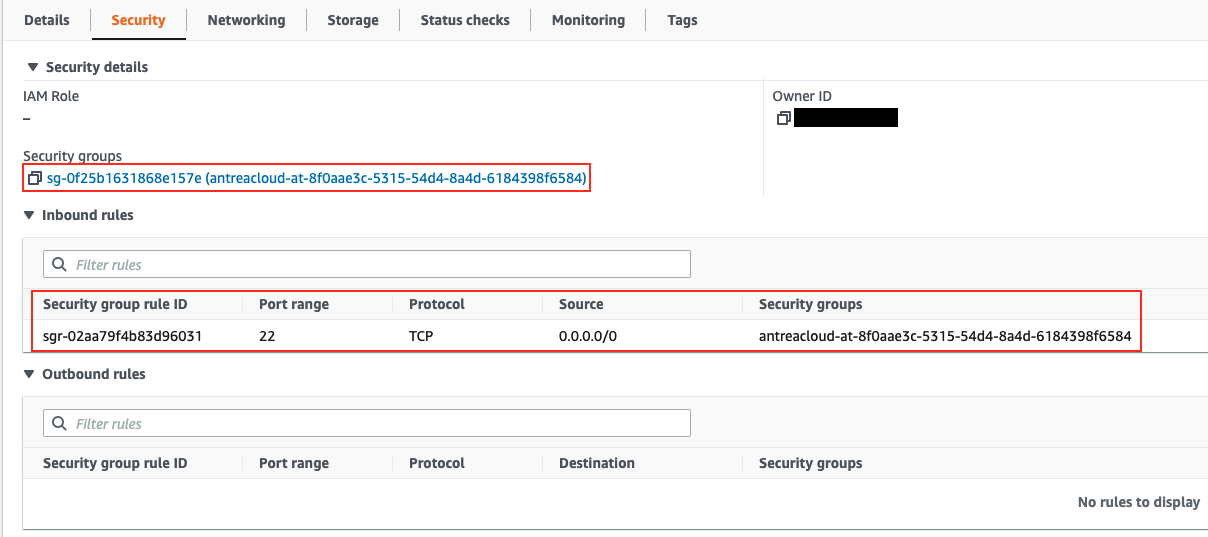 Details Security Networking Storage Status checks Monitoring Tags
Security details
IAM Role Owner ID
–
Security groups
sg-0f25b1631868e157e (antreacloud-at-8f0aae3c-5315-54d4-8a4d-6184398f6584)
Inbound rules
Filter rules
Security group rule ID Port range Protocol Source Security groups
sgr-02aa79f4b83d96031 22 TCP 0.0.0.0/0 antreacloud-at-8f0aae3c-5315-54d4-8a4d-6184398f6584
Outbound rules
Filter rules
Security group rule ID Port range Protocol Destination Security groups
No rules to display